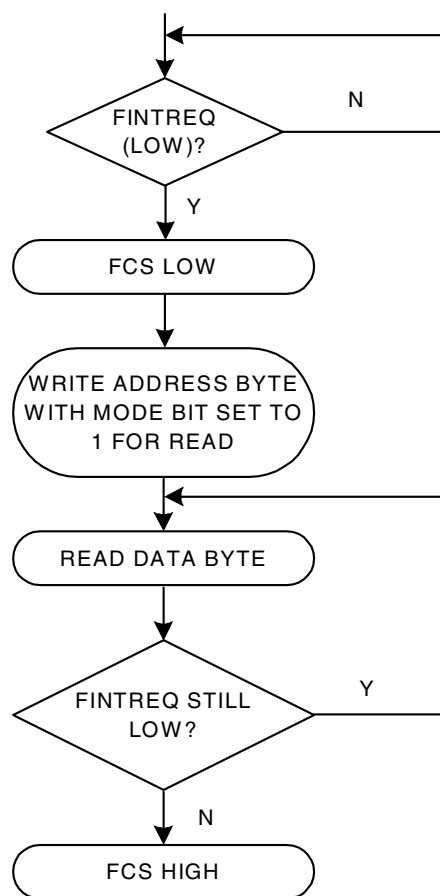 FINTREQ
(LOW)?
N
Y
FCS LOW
WRITE ADDRESS BYTE
WITH MODE BIT SET TO
1 FOR READ
READ DATA BYTE
FINTREQ STILL
LOW?
Y
N
FCS HIGH